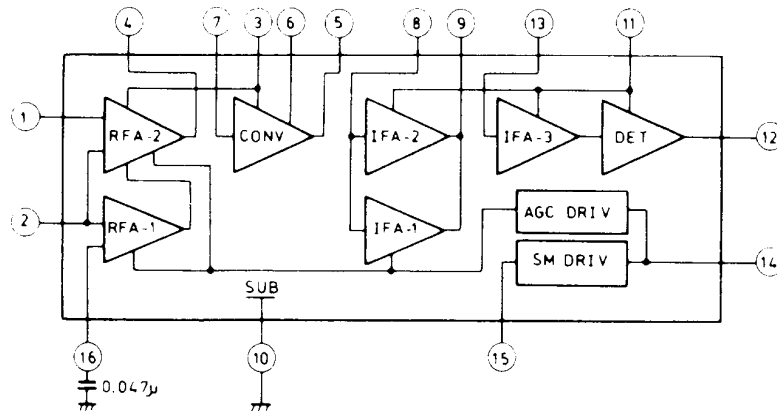 4 7 3 6 5 8 9 13 11
1
RFA-2 CONV IFA-2 IFA-3 DET
12
2
RFA-1 IFA-1
AGC DRIV
SM DRIV
14
SUB
16 10 15
0.047μ